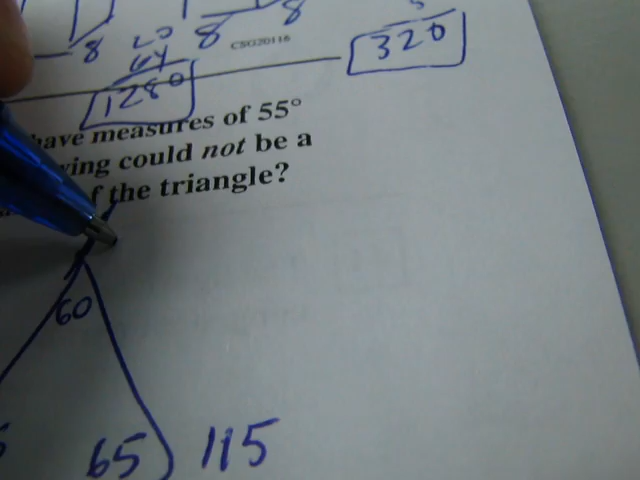 8 8 8
20
64
1280
CSG20116
320
have measures of 55°
could not be a
of the triangle?
60
65 115